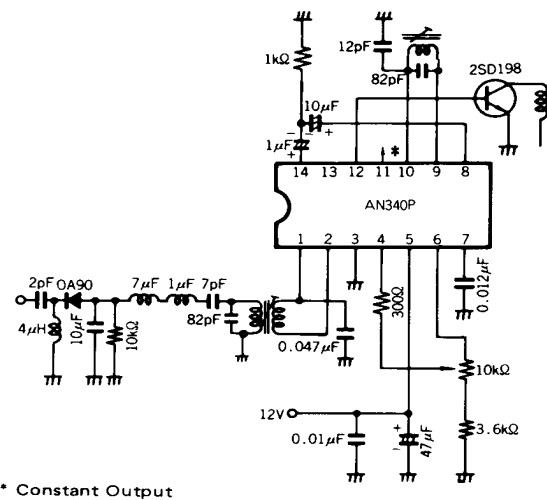 12pF
1kΩ
82pF
2SD198
10μF
1μF
*
14 13 12 11 10 9 8
AN340P
1 2 3 4 5 6 7
2pF OA90 7μF 1μF 7pF
4μH
10μF
10kΩ
82pF
0.047μF
300Ω
0.012μF
10kΩ
12V
0.01μF
47μF
3.6kΩ
* Constant Output